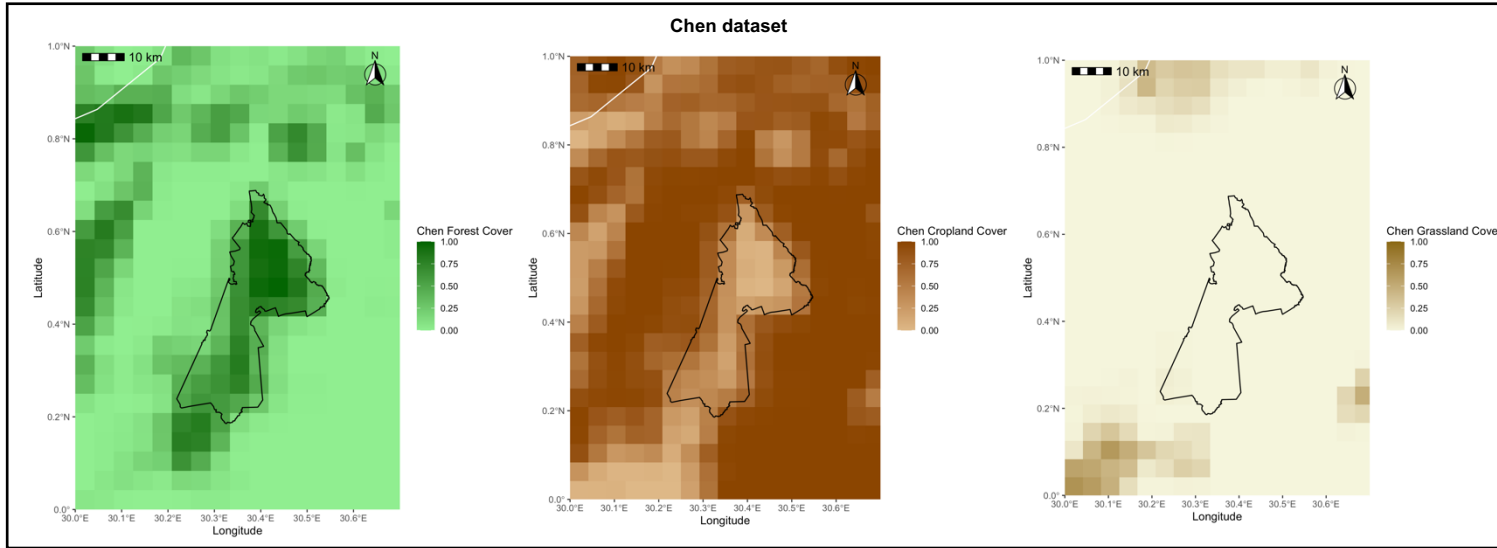 Chen dataset
10 km
N
1.0°N
0.8°N
0.6°N
0.4°N
0.2°N
0.0°
Latitude
30.0°E
30.1°E
30.2°E
30.3°E
30.4°E
30.5°E
30.6°E
Longitude
Chen Forest Cover
1.00
0.75
0.50
0.25
0.00
10 km
N
1.0°N
0.8°N
0.6°N
0.4°N
0.2°N
0.0°
Latitude
30.0°E
30.1°E
30.2°E
30.3°E
30.4°E
30.5°E
30.6°E
Longitude
Chen Cropland Cover
1.00
0.75
0.50
0.25
0.00
10 km
N
1.0°N
0.8°N
0.6°N
0.4°N
0.2°N
0.0°
Latitude
30.0°E
30.1°E
30.2°E
30.3°E
30.4°E
30.5°E
30.6°E
Longitude
Chen Grassland Cover
1.00
0.75
0.50
0.25
0.00